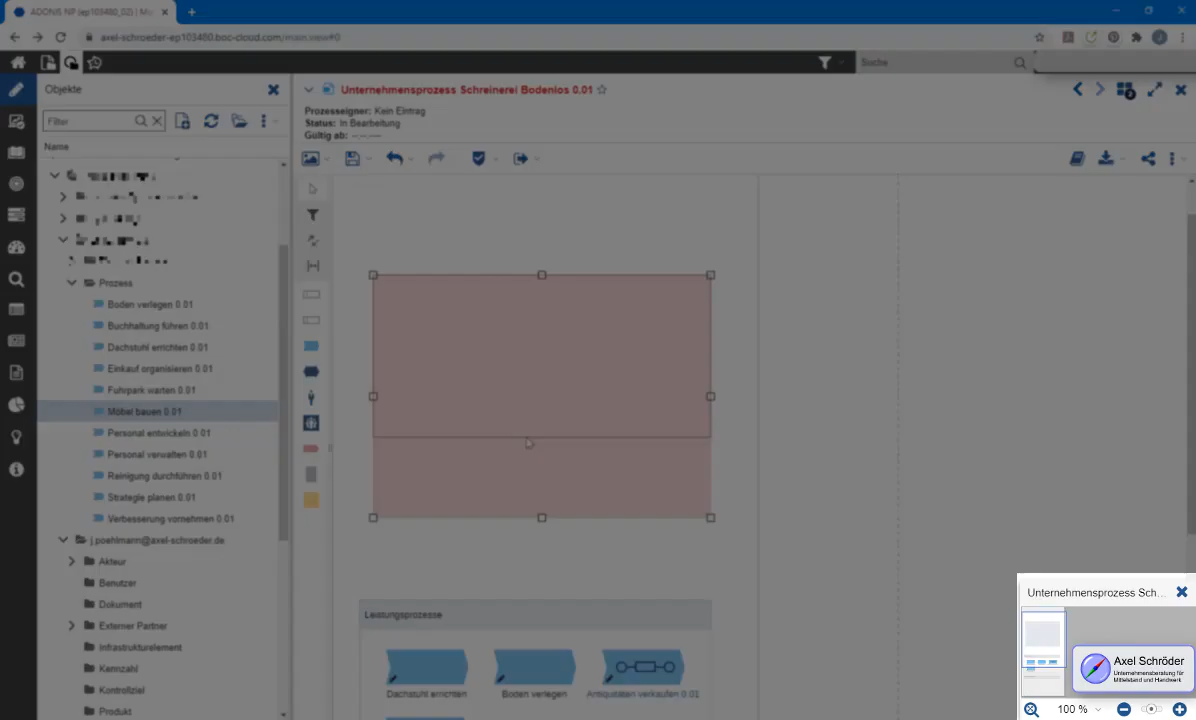 ADONIS NP (ep103480_02) | M
axel-schroeder-ep103480.boc-cloud.com/main.view#0
Suche
Objekte
Unternehmensprozess Schreinerei Bodenlos 0.01
Prozesseigner: Kein Eintrag
Status: In Bearbeitung
Gültig ab: --.--.----
Filter
Name
Prozess
Boden verlegen 0.01
Buchhaltung führen 0.01
Dachstuhl errichten 0.01
Einkauf organisieren 0.01
Fuhrpark warten 0.01
Möbel bauen 0.01
Personal entwickeln 0.01
Personal verwalten 0.01
Reinigung durchführen 0.01
Strategie planen 0.01
Verbesserung vornehmen 0.01
j.poehlmann@axel-schroeder.de
Akteur
Benutzer
Dokument
Externer Partner
Infrastrukturelement
Kennzahl
Kontrollziel
Produkt
Leistungsprozesse
Dachstuhl errichten
Boden verlegen
Antiquitäten verkaufen 0.01
Unternehmensprozess Sch...
Axel Schröder
Unternehmensberatung für
Mittelstand und Handwerk
100 %